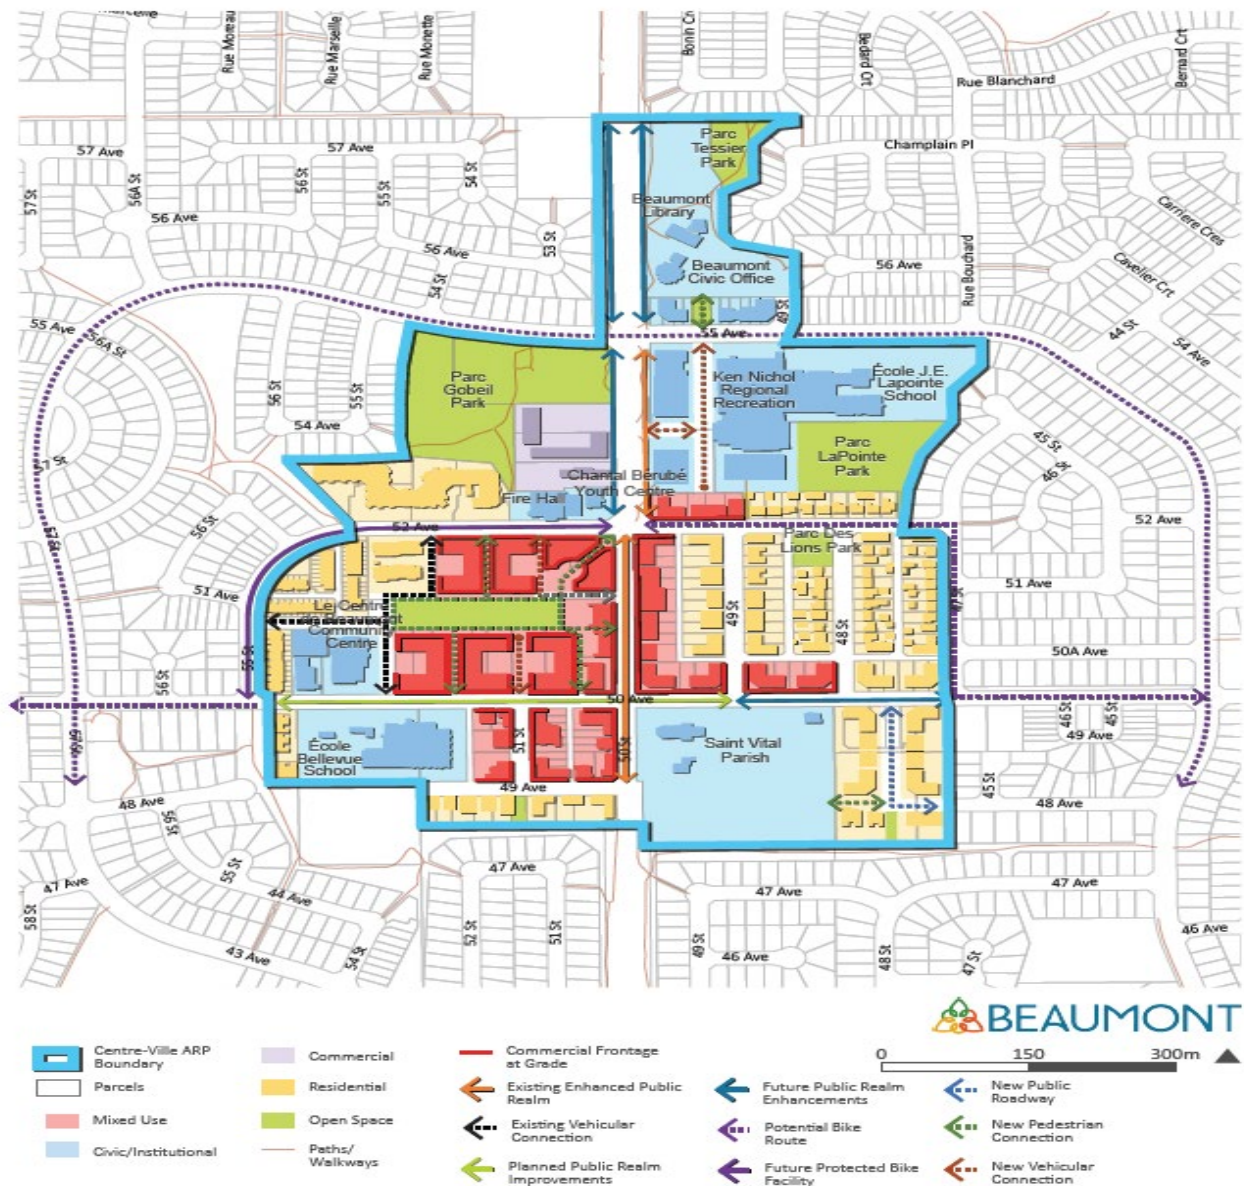 Marcelle
Rue Moreau
Rue Marseille
Rue Monette
Bonin Cr
Bedard Crt
Rue Blanchard
Bernard Crt
57 Ave
57 Ave
54 St
56 St
55 St
56A St
57 St
Parc
Tessier
Park
Champlain Pl
Beaumont
Library
Carriere Cres
56 Ave
56 Ave
53 St
54 St
Beaumont
Civic Office
56 Ave
Rue Bouchard
Cavelier Crt
49 St
55 Ave
55 Ave
56A St
44 St
54 Ave
Parc
Gobeil
Park
Ken Nichol
Regional
Recreation
École J.E.
Lapointe
School
56 St
55 St
54 Ave
Parc
LaPointe
Park
45 St
46 St
Chantal Bérubé
Youth Centre
Fire Hall
56 St
52 Ave
Parc Des
Lions Park
52 Ave
51 Ave
51 Ave
Le Centre
Communi
Centre
49 St
48 St
50A Ave
55 St
56 St
50 Ave
École
Bellevue
School
51 St
50 St
Saint Vital
Parish
46 St
45 St
49 Ave
49 Ave
45 St
48 Ave
48 Ave
56 St
55 St
47 Ave
44 Ave
47 Ave
47 Ave
47 Ave
58 St
43 Ave
54 St
52 St
51 St
49 St
46 Ave
48 St
47 St
46 Ave
BEAUMONT
0 150 300m
Centre-Ville ARP
Boundary
Parcels
Mixed Use
Civic/Institutional
Commercial
Residential
Open Space
Paths/
Walkways
Commercial Frontage
at Grade
Existing Enhanced Public
Realm
Existing Vehicular
Connection
Planned Public Realm
Improvements
Future Public Realm
Enhancements
Potential Bike
Route
Future Protected Bike
Facility
New Public
Roadway
New Pedestrian
Connection
New Vehicular
Connection